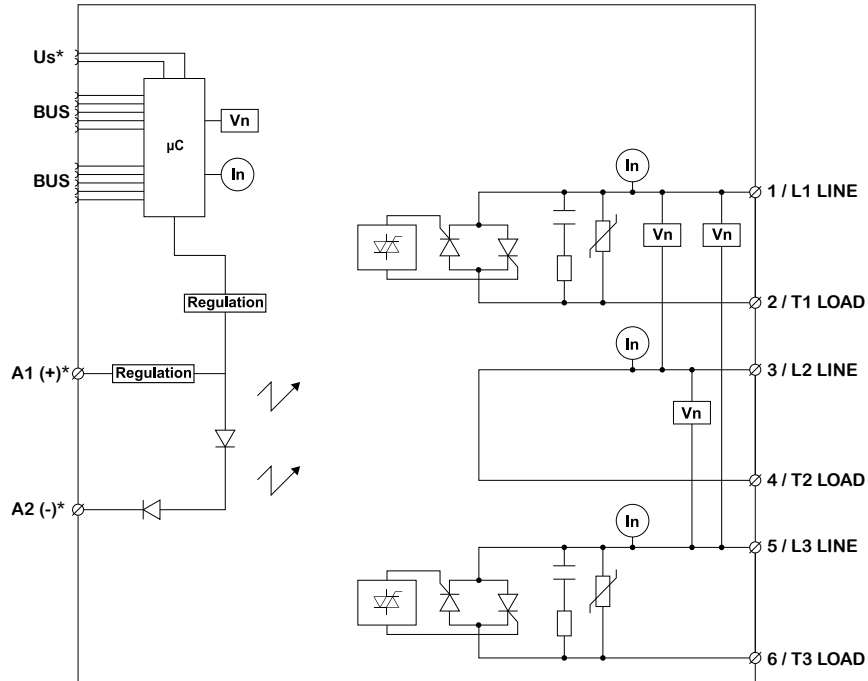 Us*
BUS
BUS
µC
Vn
In
Regulation
A1 (+)*
Regulation
A2 (-)*
In
1 / L1 LINE
Vn
Vn
2 / T1 LOAD
In
3 / L2 LINE
Vn
4 / T2 LOAD
In
5 / L3 LINE
6 / T3 LOAD